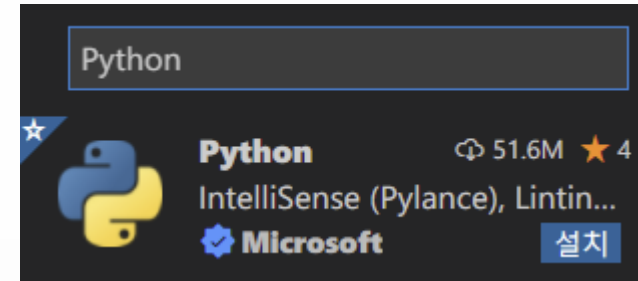 Python
Python 51.6M ★ 4
IntelliSense (Pylance), Lintin...
Microsoft 설치